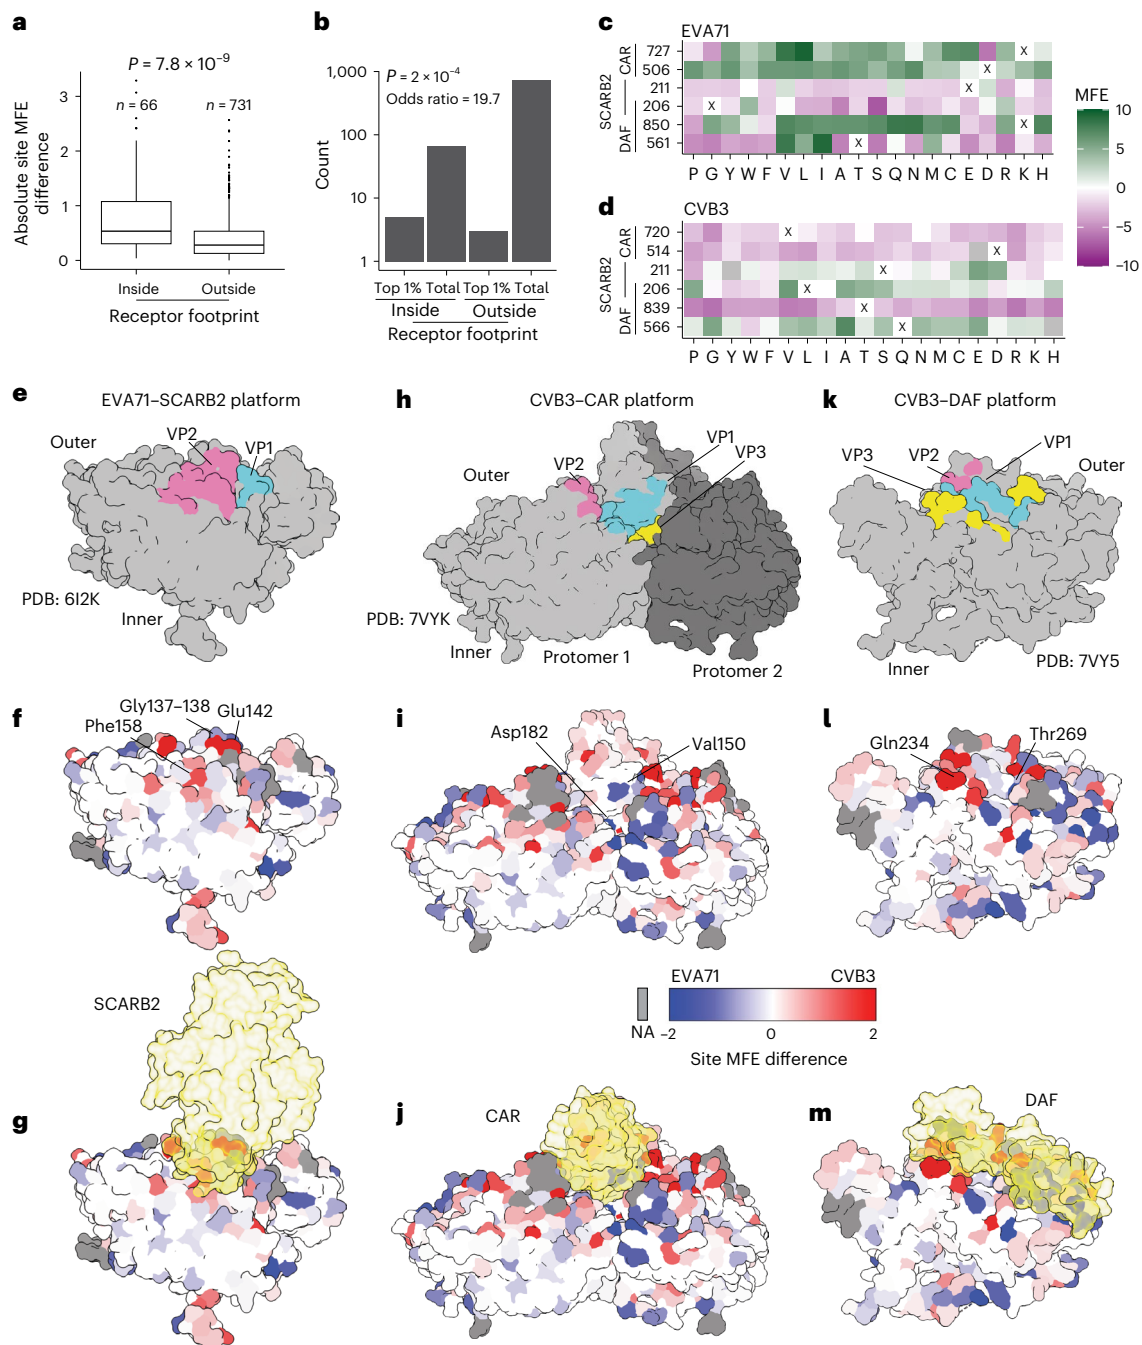 a
P = 7.8 × 10⁻⁹
n = 66
n = 731
3
2
1
0
Absolute site MFE
difference
Inside
Outside
Receptor footprint
b
P = 2 × 10⁻⁴
Odds ratio = 19.7
1,000
100
10
1
Count
Top 1% Total Top 1% Total
Inside Outside
Receptor footprint
c
EVA71
CAR
SCARB2
DAF
727
506
211
206
850
561
X
X
X
X
X
X
P G Y W F V L I A T S Q N M C E D R K H
MFE
10
5
0
−5
−10
d
CVB3
CAR
SCARB2
DAF
720
514
211
206
839
566
X
X
X
X
X
X
P G Y W F V L I A T S Q N M C E D R K H
e
EVA71–SCARB2 platform
Outer
VP2
VP1
PDB: 6I2K
Inner
h
CVB3–CAR platform
Outer
VP2
VP1
VP3
PDB: 7VYK
Inner
Protomer 1
Protomer 2
k
CVB3–DAF platform
VP3
VP2
VP1
Outer
Inner
PDB: 7VY5
f
Gly137–138
Phe158
Glu142
i
Asp182
Val150
l
Gln234
Thr269
SCARB2
EVA71
CVB3
NA
−2
0
2
Site MFE difference
g
j
CAR
m
DAF